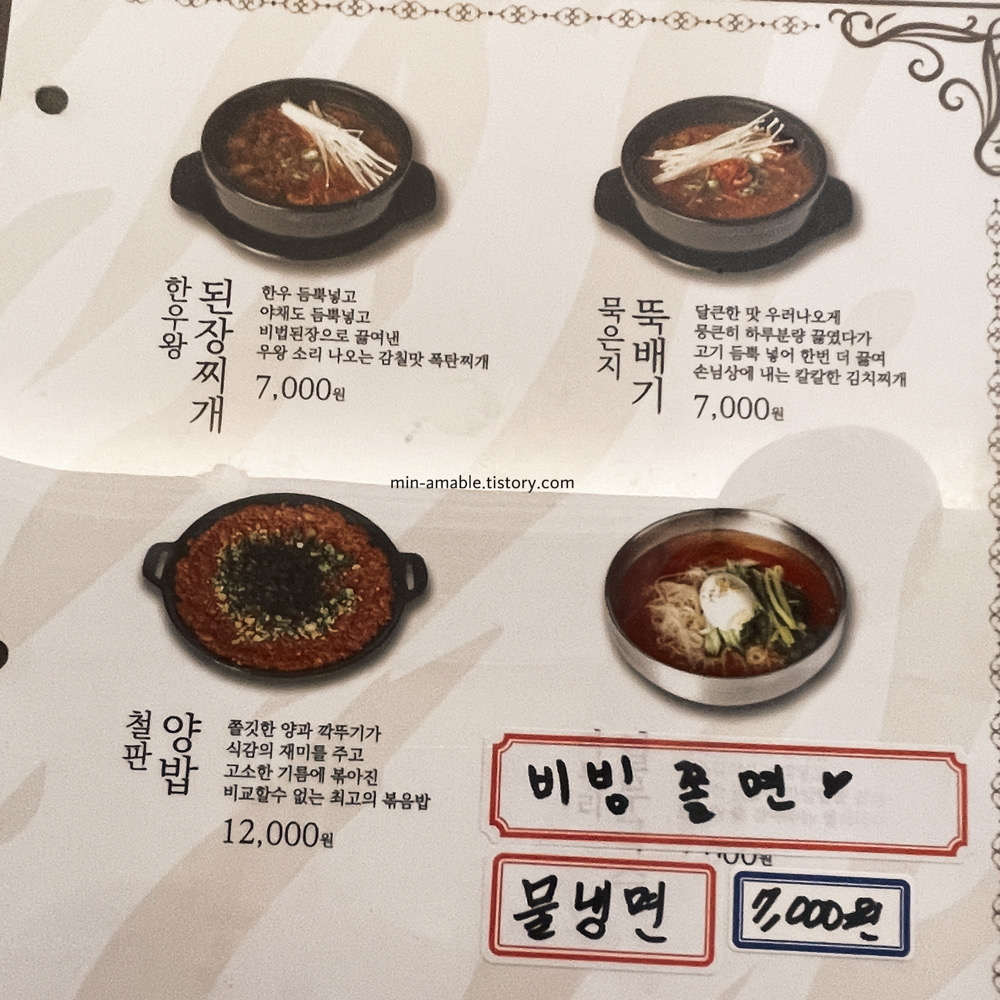 한우왕
된장찌개
한우 듬뿍넣고
야채도 듬뿍넣고
비법된장으로 끓여낸
우왕 소리 나오는 감칠맛 폭탄찌개
7,000원
묵은지
뚝배기
달큰한 맛 우러나오게
뭉큰히 하루분량 끓였다가
고기 듬뿍 넣어 한번 더 끓여
손님상에 내는 칼칼한 김치찌개
7,000원
min-amable.tistory.com
철판
양밥
쫄깃한 양과 깍뚜기가
식감의 재미를 주고
고소한 기름에 볶아진
비교할수 없는 최고의 볶음밥
12,000원
비빙 쫄면♥
물냉면
7,000원